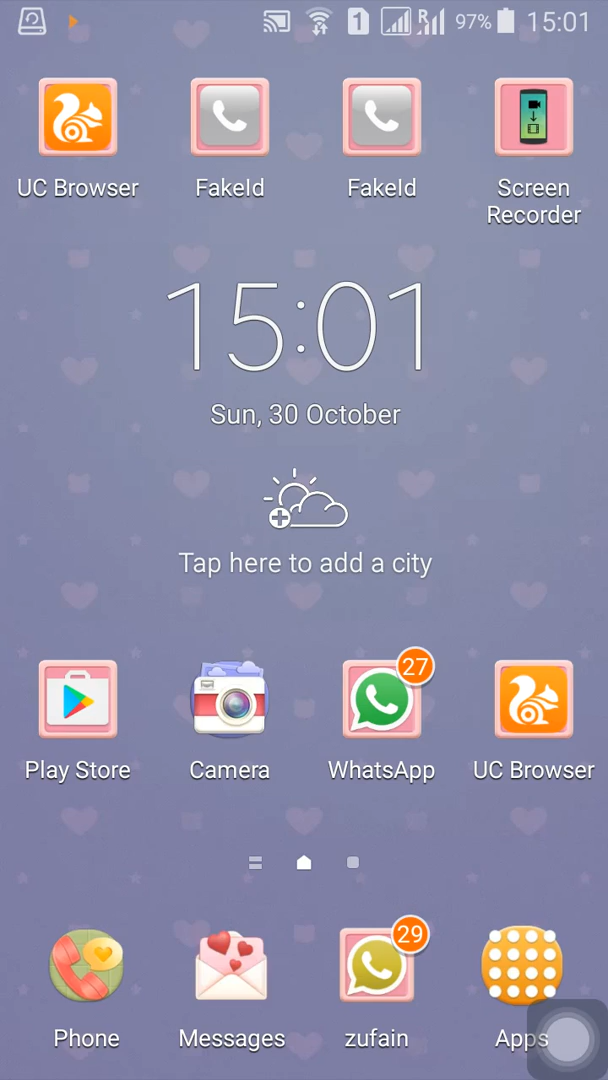 1 R 97% 15:01
UC Browser FakeId FakeId Screen
Recorder
15:01
Sun, 30 October
Tap here to add a city
27
Play Store Camera WhatsApp UC Browser
29
Phone Messages zufain Apps